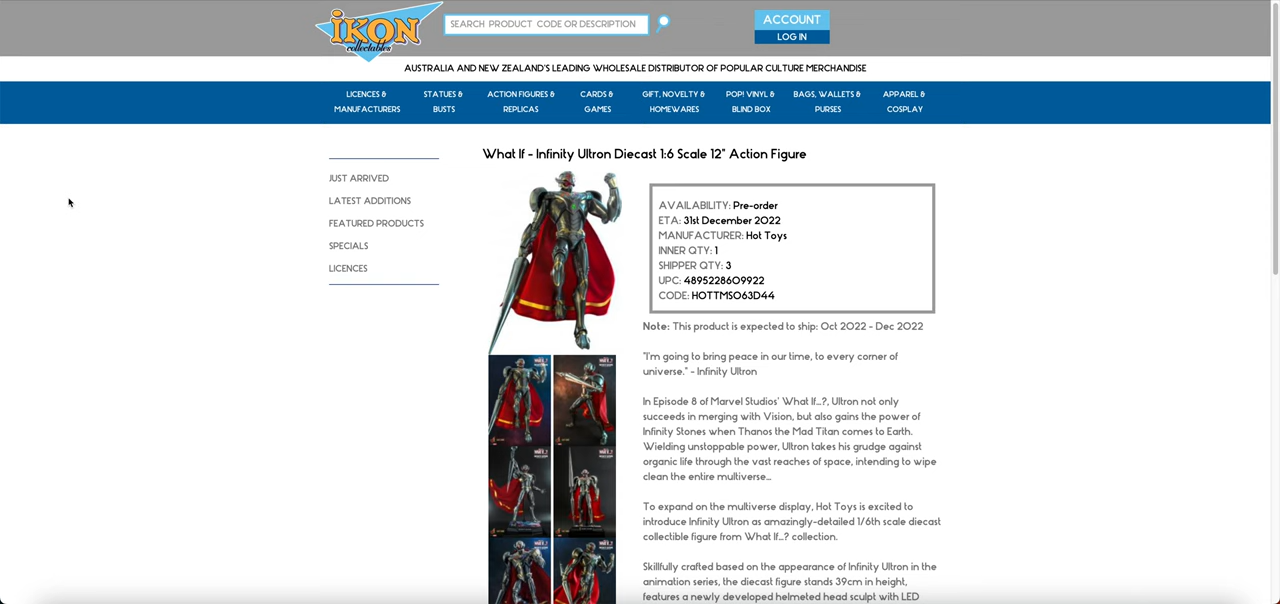 iKON
collectables
SEARCH PRODUCT CODE OR DESCRIPTION
ACCOUNT
LOG IN
AUSTRALIA AND NEW ZEALAND'S LEADING WHOLESALE DISTRIBUTOR OF POPULAR CULTURE MERCHANDISE
LICENCES &
MANUFACTURERS
STATUES &
BUSTS
ACTION FIGURES &
REPLICAS
CARDS &
GAMES
GIFT, NOVELTY &
HOMEWARES
POP! VINYL &
BLIND BOX
BAGS, WALLETS &
PURSES
APPAREL &
COSPLAY
JUST ARRIVED
LATEST ADDITIONS
FEATURED PRODUCTS
SPECIALS
LICENCES
What If - Infinity Ultron Diecast 1:6 Scale 12" Action Figure
AVAILABILITY: Pre-order
ETA: 31st December 2022
MANUFACTURER: Hot Toys
INNER QTY: 1
SHIPPER QTY: 3
UPC: 4895228609922
CODE: HOTTMS063D44
Note: This product is expected to ship: Oct 2022 - Dec 2022
"I'm going to bring peace in our time, to every corner of
universe." - Infinity Ultron
In Episode 8 of Marvel Studios' What If…?, Ultron not only
succeeds in merging with Vision, but also gains the power of
Infinity Stones when Thanos the Mad Titan comes to Earth.
Wielding unstoppable power, Ultron takes his grudge against
organic life through the vast reaches of space, intending to wipe
clean the entire multiverse…
To expand on the multiverse display, Hot Toys is excited to
introduce Infinity Ultron as amazingly-detailed 1/6th scale diecast
collectible figure from What If…? collection.
Skillfully crafted based on the appearance of Infinity Ultron in the
animation series, the diecast figure stands 39cm in height,
features a newly developed helmeted head sculpt with LED